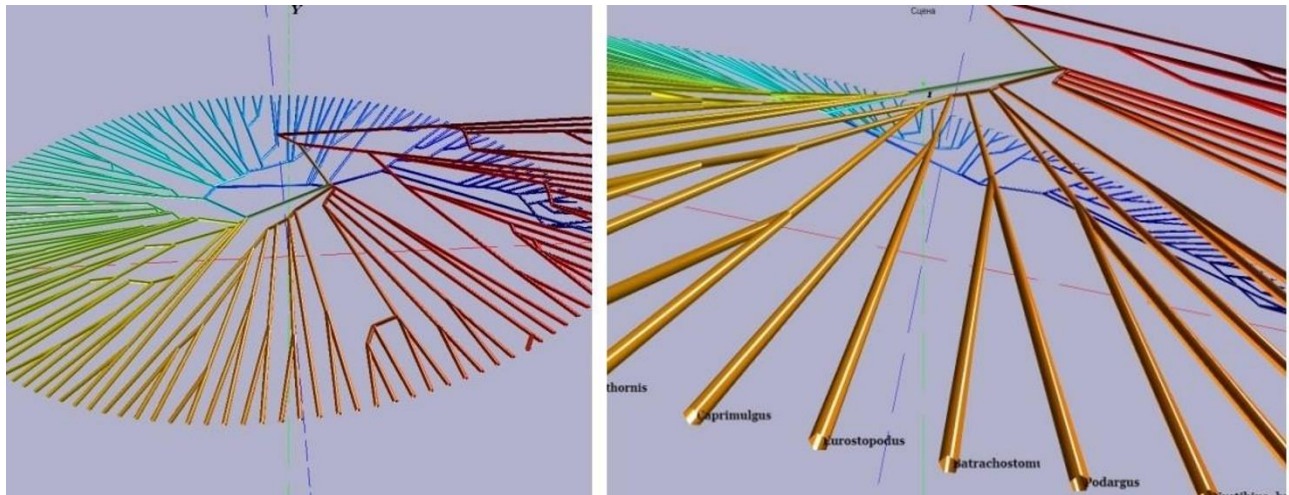 Y
Сцена
thornis
Caprimulgus
Eurostopodus
Batrachostomu
Podargus